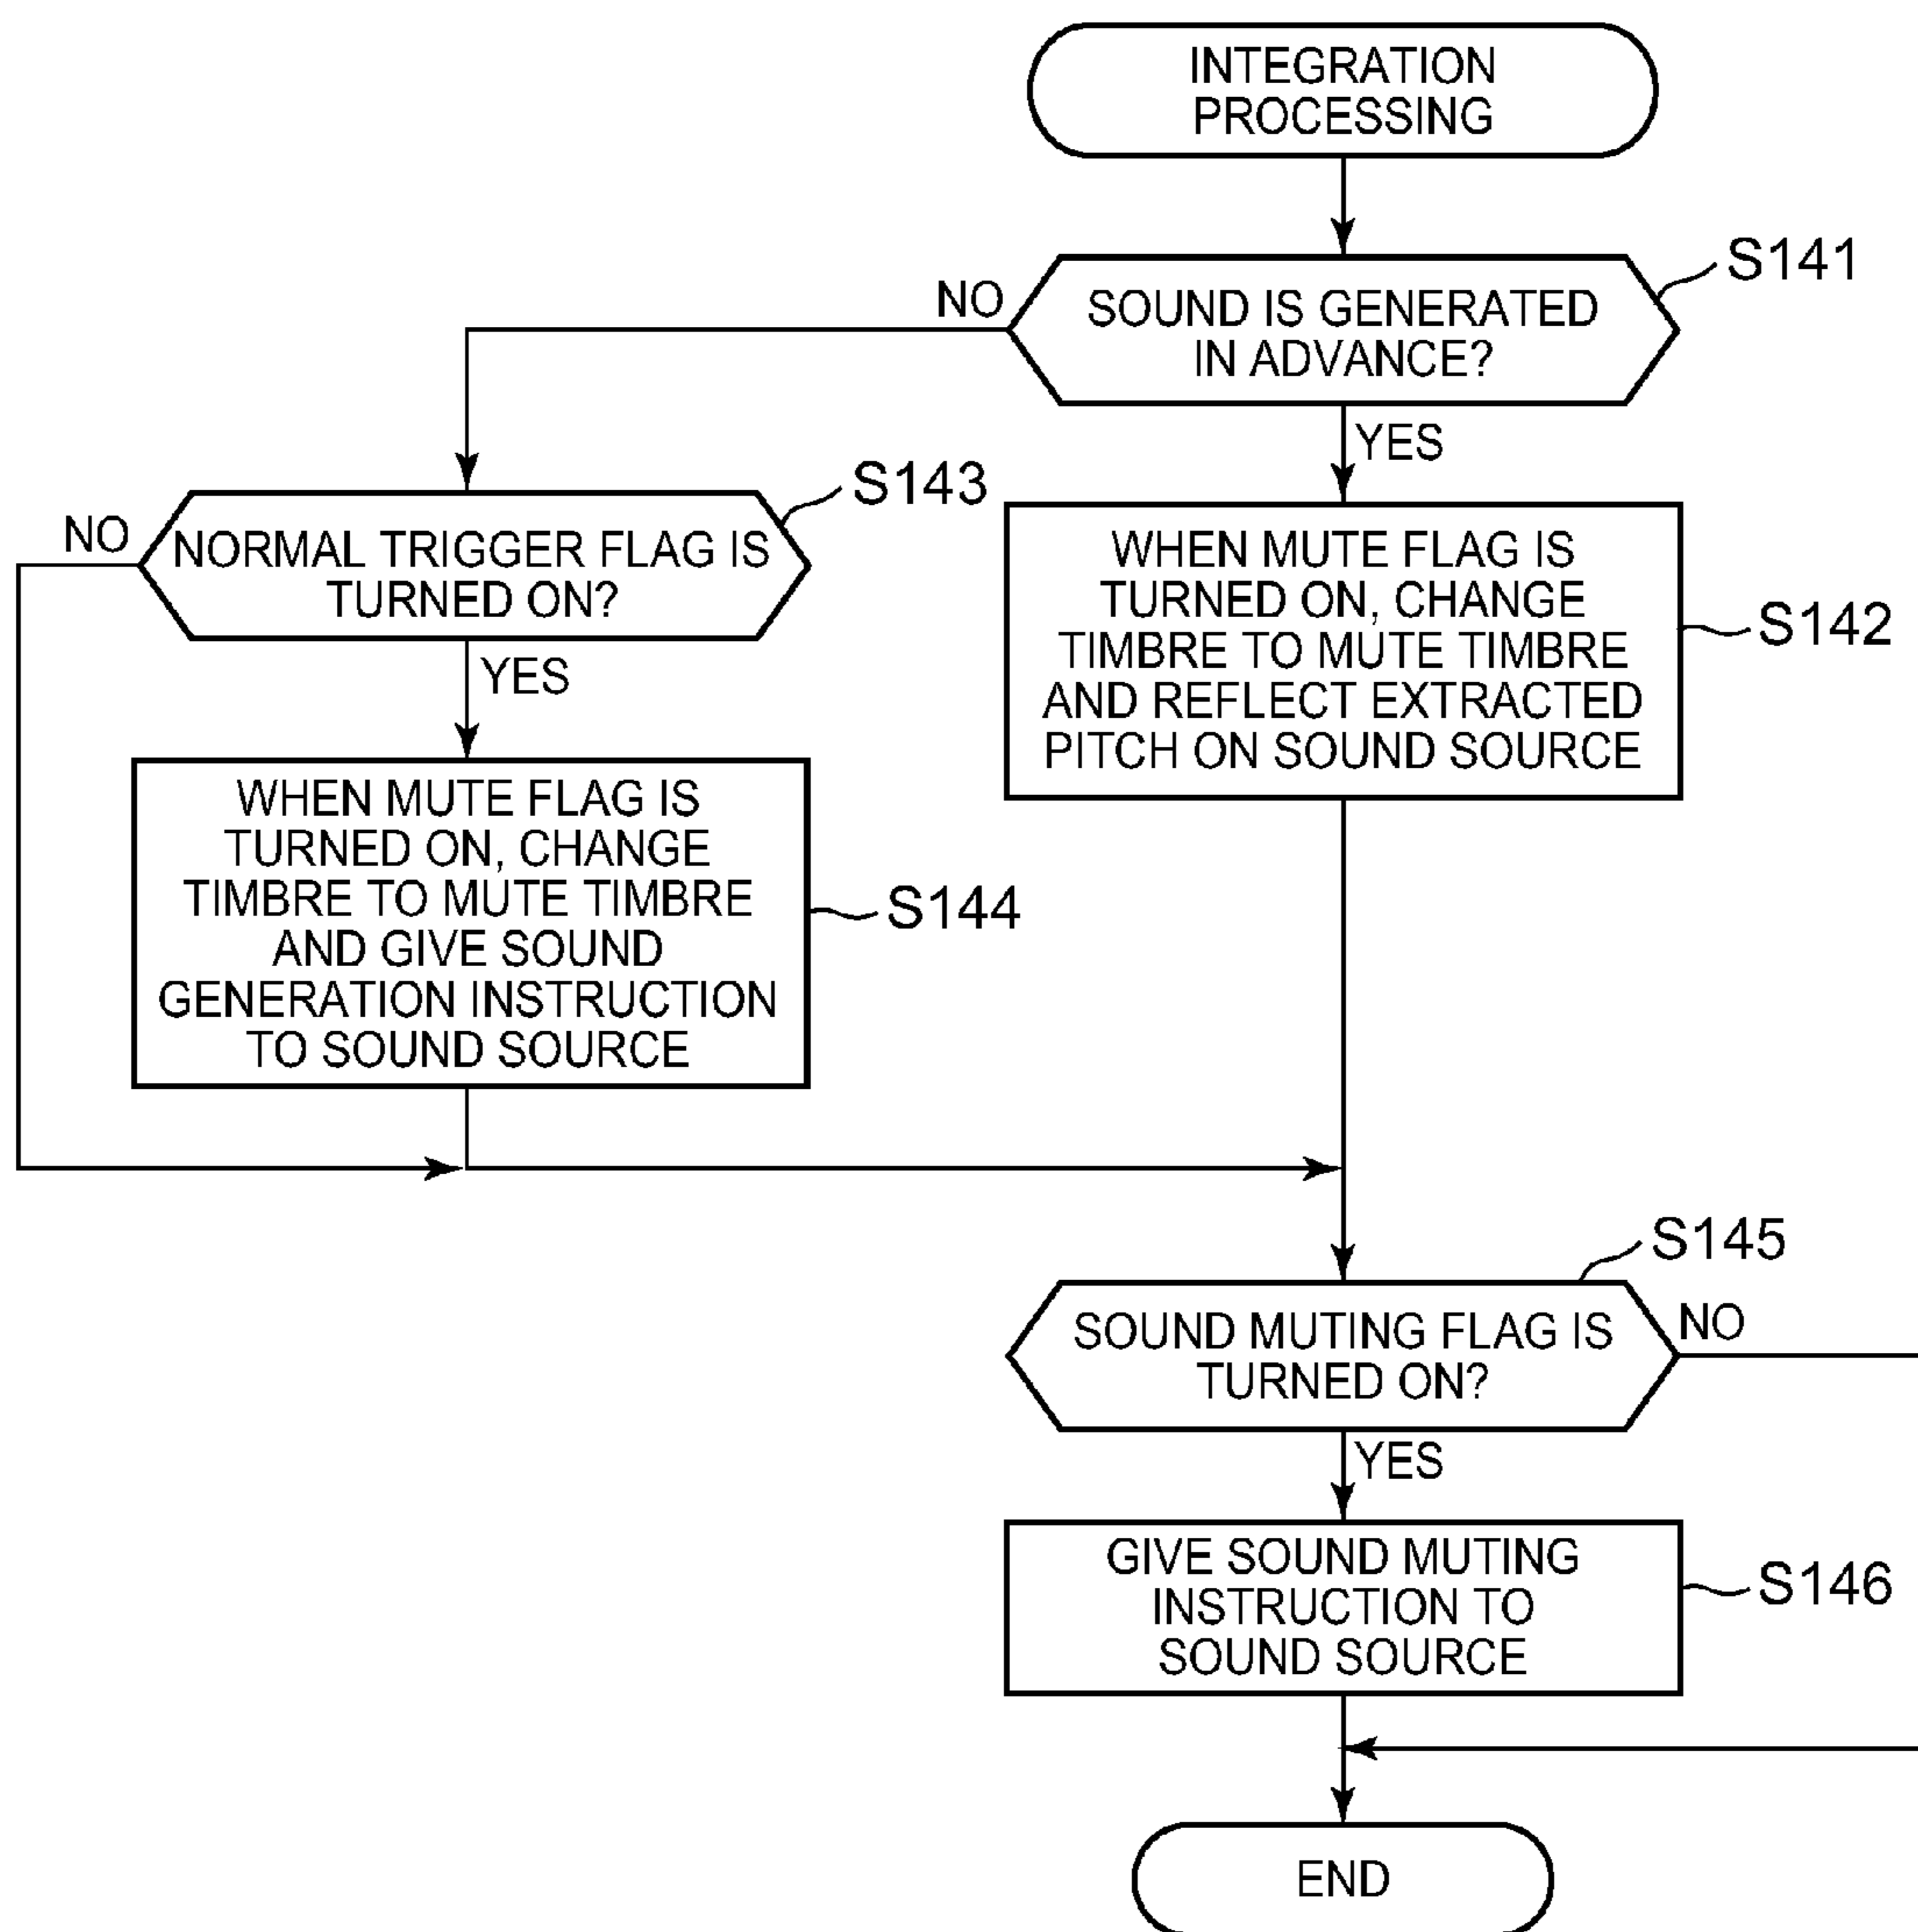 INTEGRATION
PROCESSING
S141
SOUND IS GENERATED
IN ADVANCE?
NO
YES
S143
NORMAL TRIGGER FLAG IS
TURNED ON?
NO
YES
WHEN MUTE FLAG IS
TURNED ON, CHANGE
TIMBRE TO MUTE TIMBRE
AND REFLECT EXTRACTED
PITCH ON SOUND SOURCE
S142
WHEN MUTE FLAG IS
TURNED ON, CHANGE
TIMBRE TO MUTE TIMBRE
AND GIVE SOUND
GENERATION INSTRUCTION
TO SOUND SOURCE
S144
S145
SOUND MUTING FLAG IS
TURNED ON?
NO
YES
GIVE SOUND MUTING
INSTRUCTION TO
SOUND SOURCE
S146
END